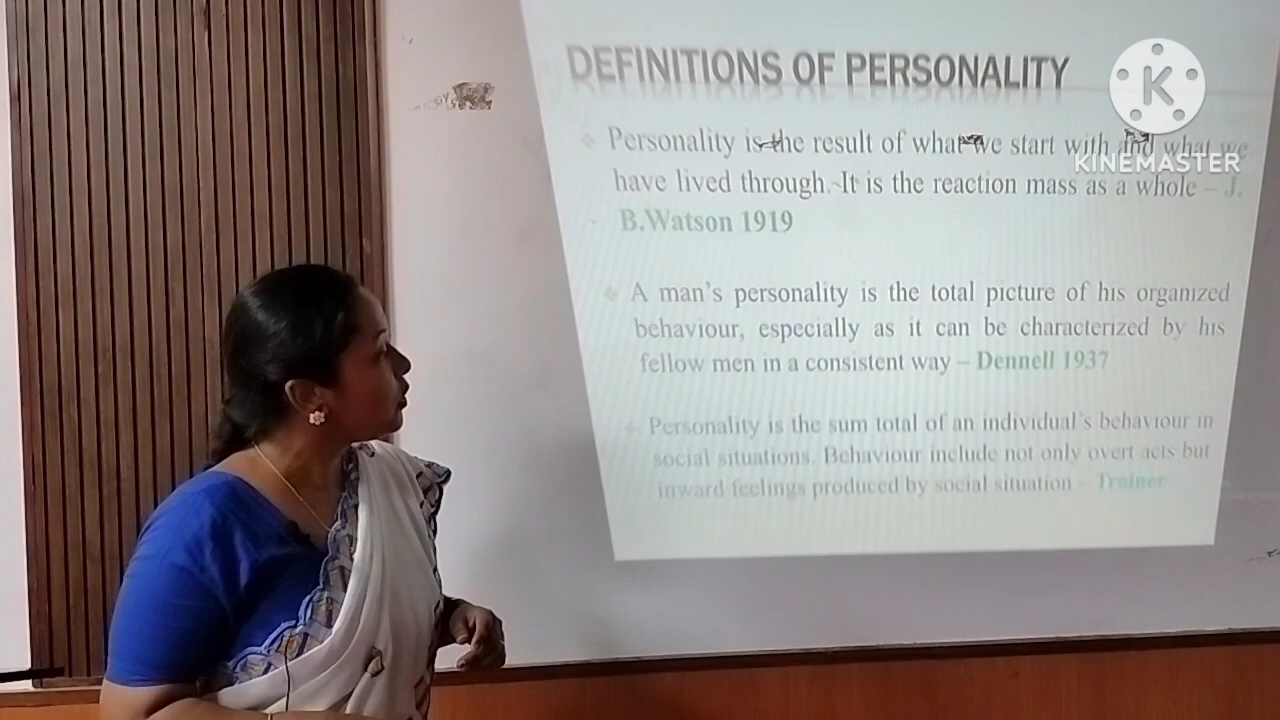 DEFINITIONS OF PERSONALITY
K
KINEMASTER
Personality is the result of what we start with and what we
have lived through. It is the reaction mass as a whole – J.
B.Watson 1919
A man's personality is the total picture of his organized
behaviour, especially as it can be characterized by his
fellow men in a consistent way – Dennell 1937
Personality is the sum total of an individual's behaviour in
social situations. Behaviour include not only overt acts but
inward feelings produced by social situation – Trainer